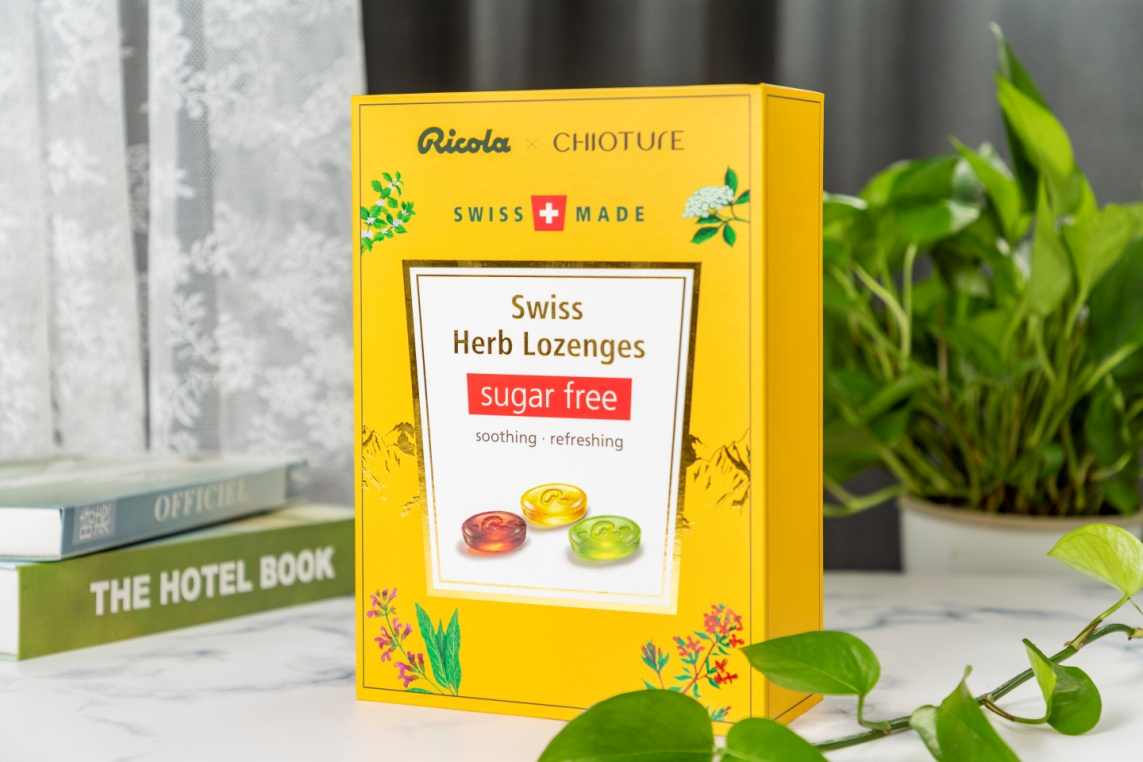 Ricola × CHIOTURE
SWISS MADE
Swiss
Herb Lozenges
sugar free
soothing · refreshing
OFFICIEL
THE HOTEL BOOK